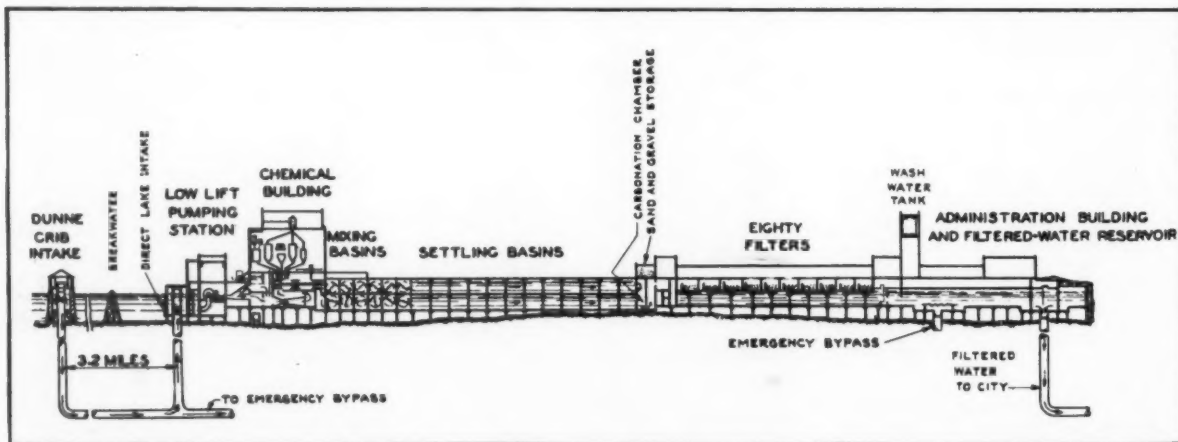 DUNNE
CRIB
INTAKE
BREAKWATER
DIRECT LAKE INTAKE
LOW LIFT
PUMPING
STATION
CHEMICAL
BUILDING
MIXING
BASINS
SETTLING BASINS
CARBONATION CHAMBER
SAND AND GRAVEL STORAGE
EIGHTY
FILTERS
WASH
WATER
TANK
ADMINISTRATION BUILDING
AND FILTERED-WATER RESERVOIR
3.2 MILES
TO EMERGENCY BYPASS
EMERGENCY BYPASS
FILTERED
WATER
TO CITY